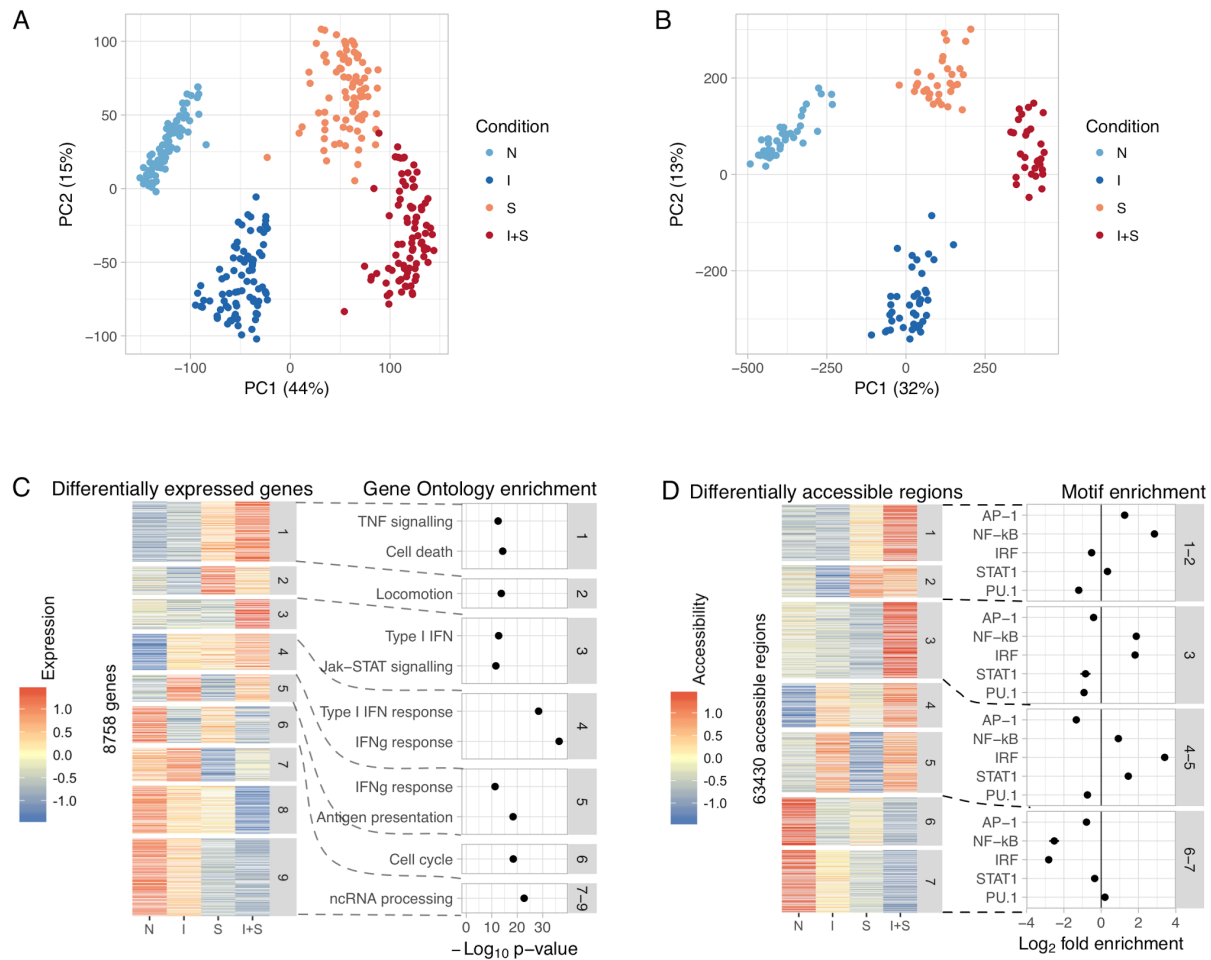 A
100
50
0
−50
−100
−100
0
100
PC2 (15%)
PC1 (44%)
Condition
N
I
S
I+S
B
200
0
−200
−500
−250
0
250
PC2 (13%)
PC1 (32%)
Condition
N
I
S
I+S
C
Differentially expressed genes
Gene Ontology enrichment
Expression
1.0
0.5
0.0
−0.5
−1.0
8758 genes
1
2
3
4
5
6
7
8
9
N
I
S
I+S
TNF signalling
Cell death
1
Locomotion
2
Type I IFN
Jak−STAT signalling
3
Type I IFN response
IFNg response
4
IFNg response
Antigen presentation
5
Cell cycle
6
ncRNA processing
7−9
0
10
20
30
−Log10 p−value
D
Differentially accessible regions
Motif enrichment
Accessibility
1.0
0.5
0.0
−0.5
−1.0
63430 accessible regions
1
2
3
4
5
6
7
N
I
S
I+S
AP−1
NF−kB
IRF
STAT1
PU.1
1−2
AP−1
NF−kB
IRF
STAT1
PU.1
3
AP−1
NF−kB
IRF
STAT1
PU.1
4−5
AP−1
NF−kB
IRF
STAT1
PU.1
6−7
−4
−2
0
2
4
Log2 fold enrichment